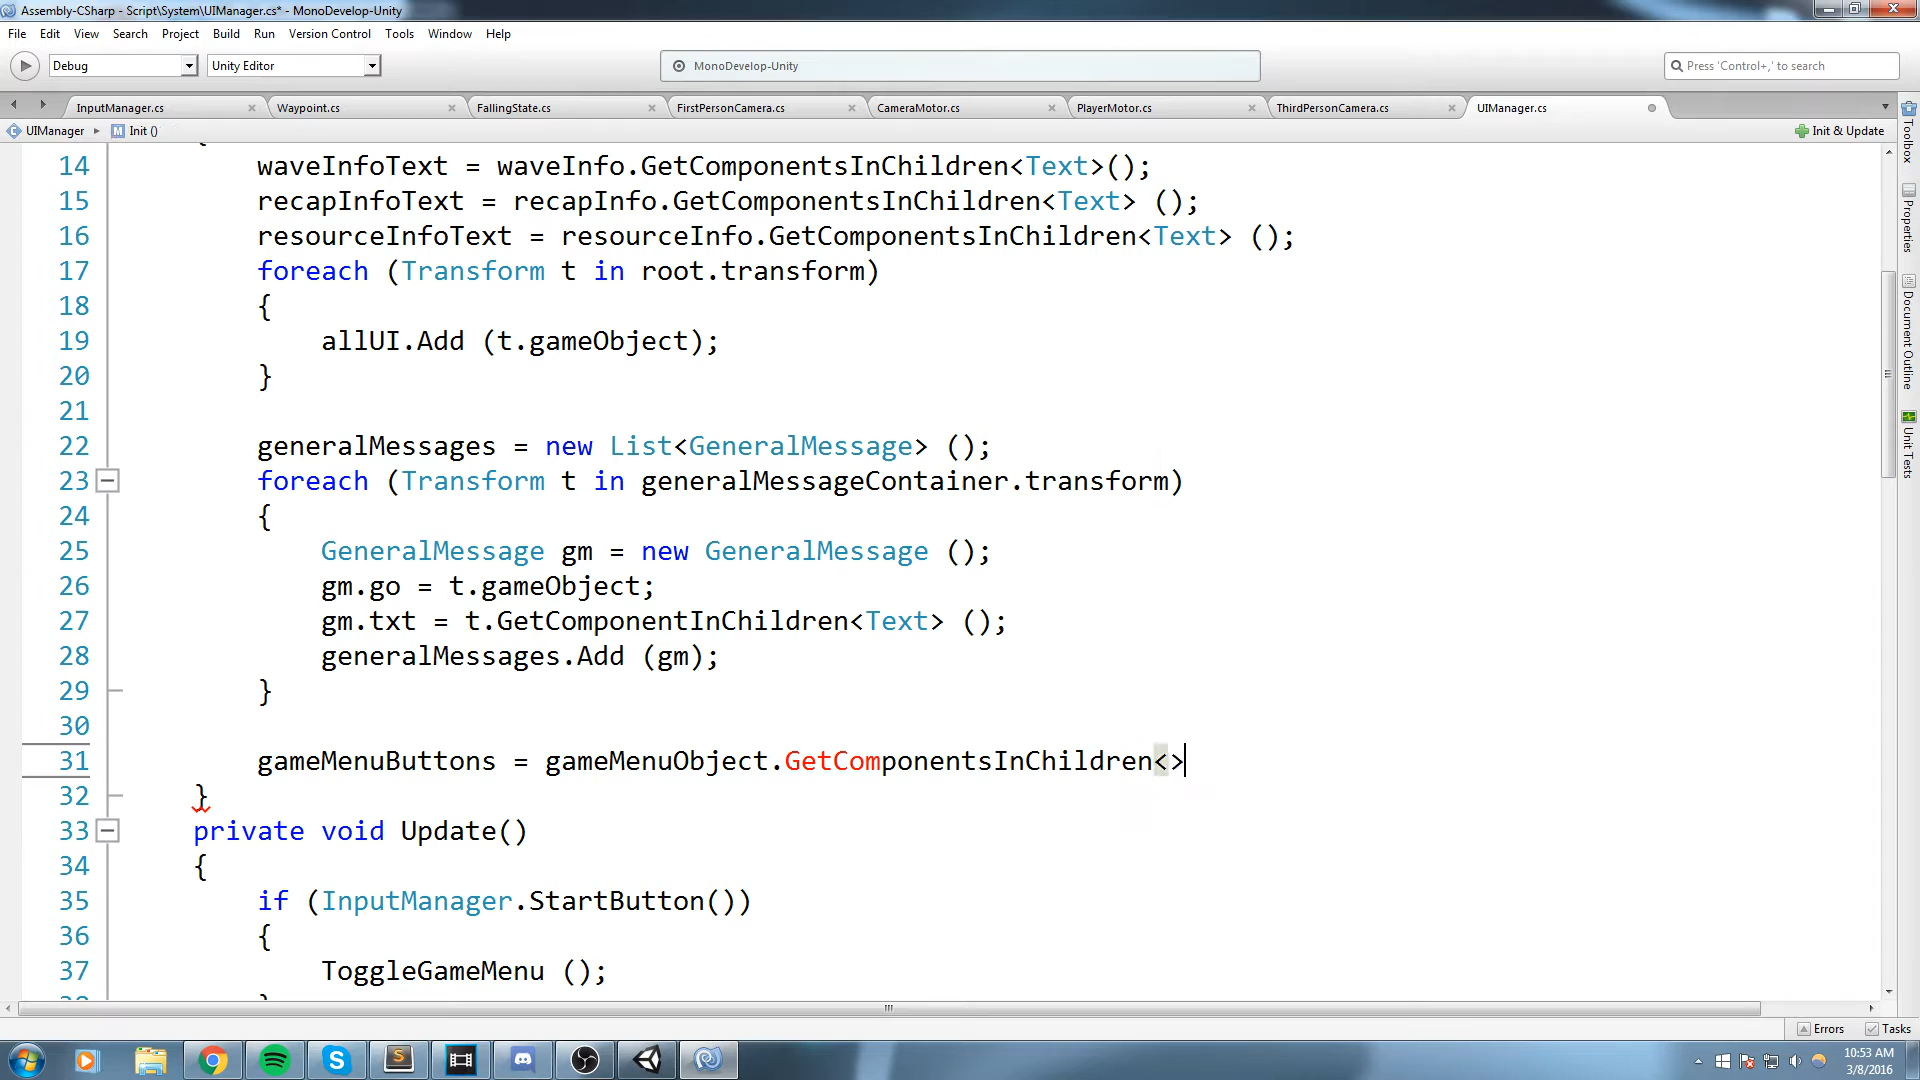 Assembly-CSharp - Script\System\UIManager.cs* - MonoDevelop-Unity
File Edit View Search Project Build Run Version Control Tools Window Help
Debug Unity Editor MonoDevelop-Unity Press 'Control+,' to search
InputManager.cs Waypoint.cs FallingState.cs FirstPersonCamera.cs CameraMotor.cs PlayerMotor.cs ThirdPersonCamera.cs UIManager.cs
UIManager Init () Init & Update
14 waveInfoText = waveInfo.GetComponentsInChildren<Text>();
15 recapInfoText = recapInfo.GetComponentsInChildren<Text> ();
16 resourceInfoText = resourceInfo.GetComponentsInChildren<Text> ();
17 foreach (Transform t in root.transform)
18 {
19 allUI.Add (t.gameObject);
20 }
21
22 generalMessages = new List<GeneralMessage> ();
23 foreach (Transform t in generalMessageContainer.transform)
24 {
25 GeneralMessage gm = new GeneralMessage ();
26 gm.go = t.gameObject;
27 gm.txt = t.GetComponentInChildren<Text> ();
28 generalMessages.Add (gm);
29 }
30
31 gameMenuButtons = gameMenuObject.GetComponentsInChildren<>
32 }
33 private void Update()
34 {
35 if (InputManager.StartButton())
36 {
37 ToggleGameMenu ();
Toolbox
Properties
Document Outline
Unit Tests
Errors Tasks
10:53 AM
3/8/2016